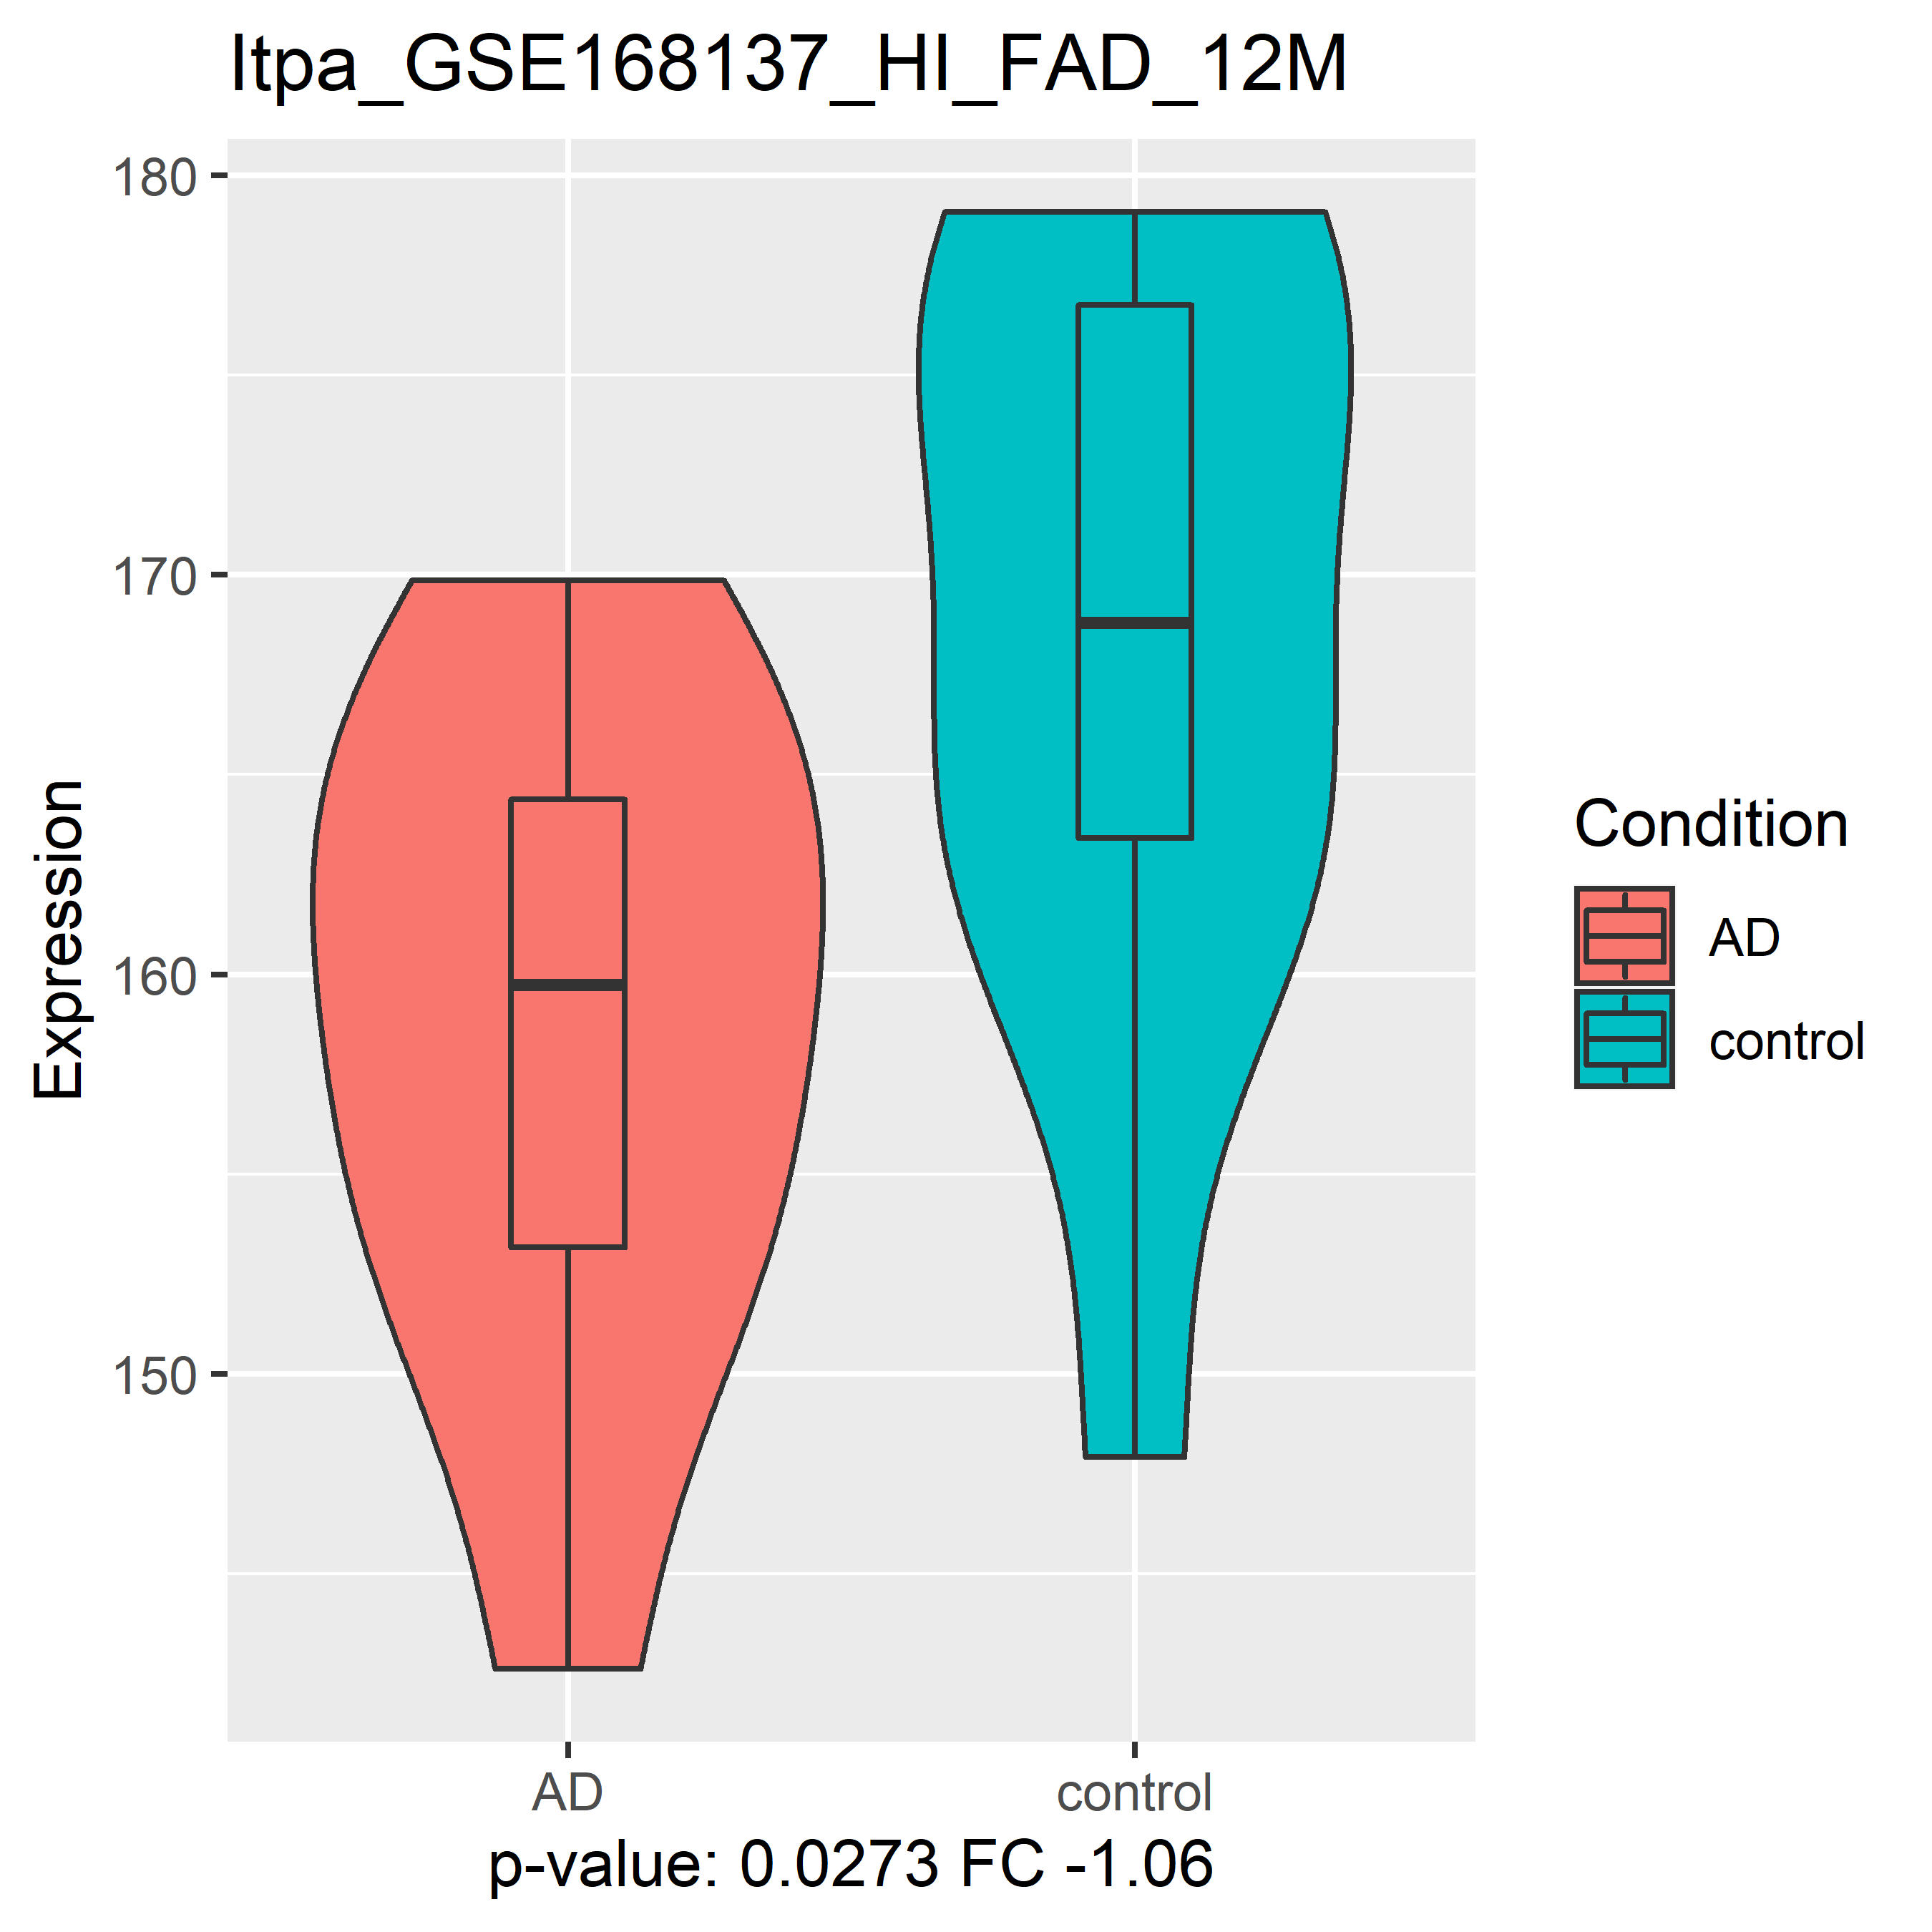 Itpa_GSE168137_HI_FAD_12M
180
170
160
150
Expression
AD
control
p-value: 0.0273 FC -1.06
Condition
AD
control